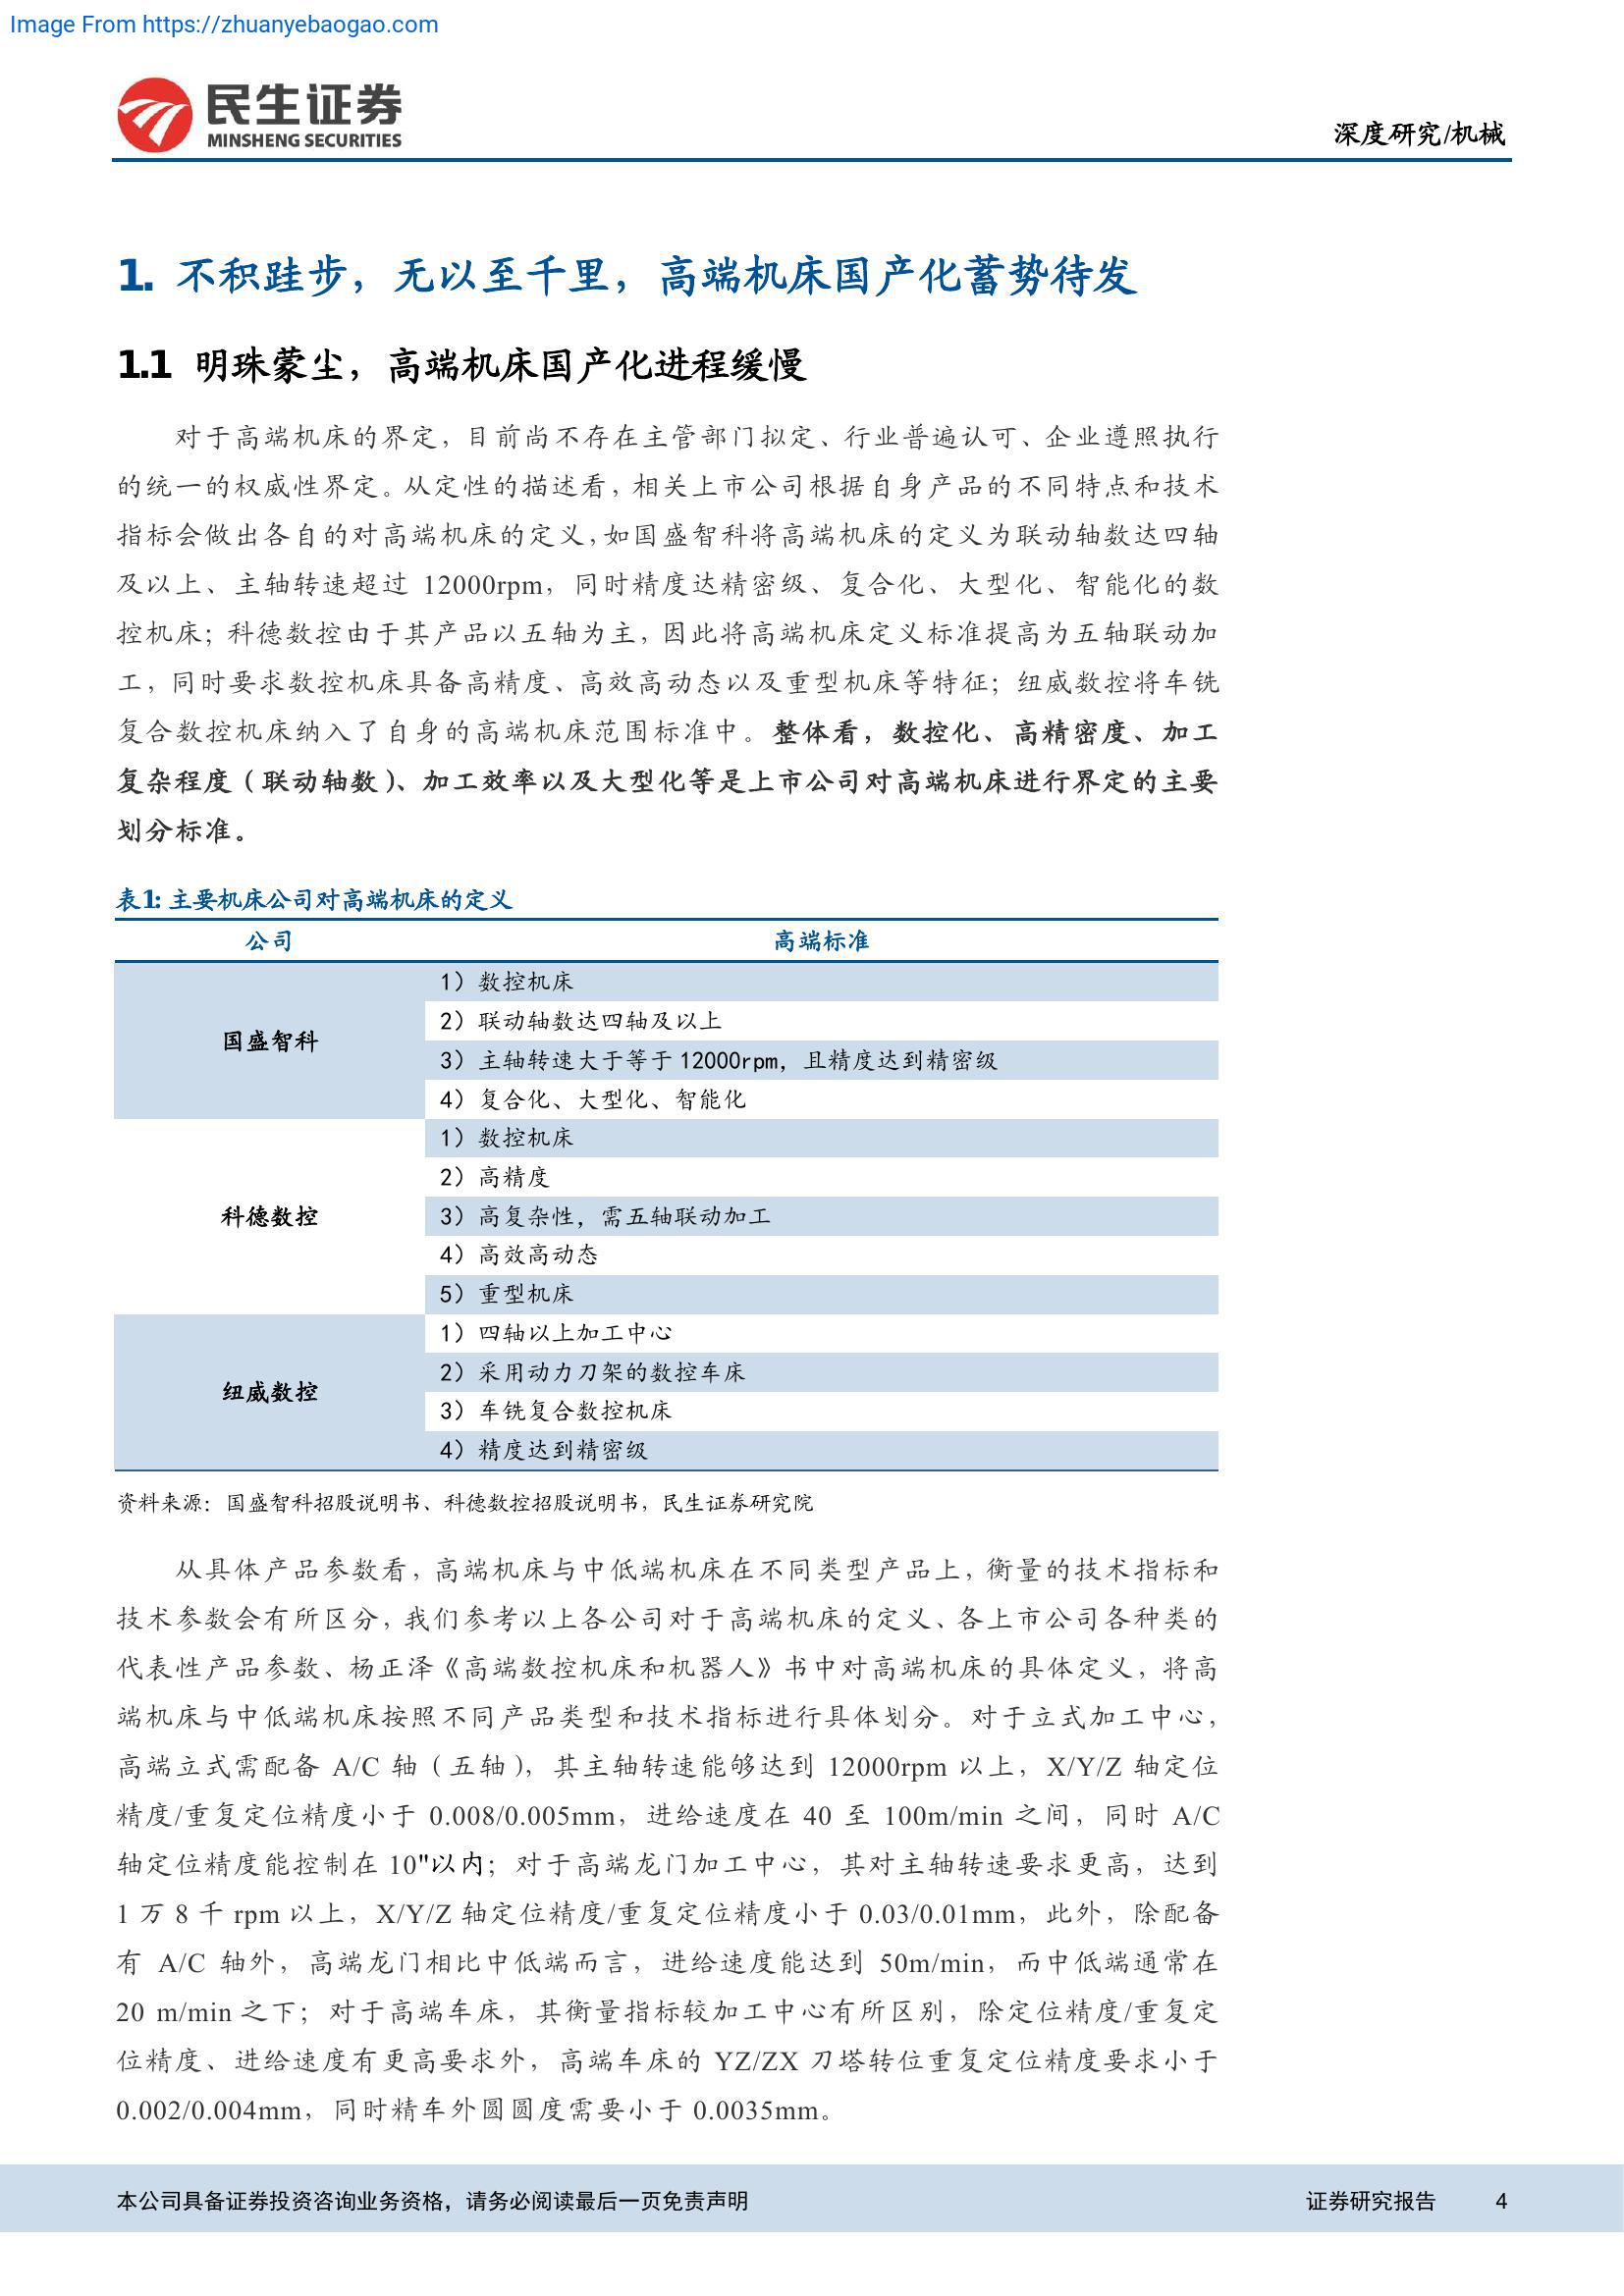 Image From https://zhuanyebaogao.com
民生证券
MINSHENG SECURITIES
深度研究/机械
1. 不积跬步，无以至千里，高端机床国产化蓄势待发
1.1 明珠蒙尘，高端机床国产化进程缓慢
对于高端机床的界定，目前尚不存在主管部门拟定、行业普遍认可、企业遵照执行
的统一的权威性界定。从定性的描述看，相关上市公司根据自身产品的不同特点和技术
指标会做出各自的对高端机床的定义，如国盛智科将高端机床的定义为联动轴数达四轴
及以上、主轴转速超过 12000rpm，同时精度达精密级、复合化、大型化、智能化的数
控机床；科德数控由于其产品以五轴为主，因此将高端机床定义标准提高为五轴联动加
工，同时要求数控机床具备高精度、高效高动态以及重型机床等特征；纽威数控将车铣
复合数控机床纳入了自身的高端机床范围标准中。整体看，数控化、高精密度、加工
复杂程度（联动轴数）、加工效率以及大型化等是上市公司对高端机床进行界定的主要
划分标准。
表1：主要机床公司对高端机床的定义
公司 高端标准
国盛智科
1）数控机床
2）联动轴数达四轴及以上
3）主轴转速大于等于 12000rpm，且精度达到精密级
4）复合化、大型化、智能化
科德数控
1）数控机床
2）高精度
3）高复杂性，需五轴联动加工
4）高效高动态
5）重型机床
纽威数控
1）四轴以上加工中心
2）采用动力刀架的数控车床
3）车铣复合数控机床
4）精度达到精密级
资料来源：国盛智科招股说明书、科德数控招股说明书，民生证券研究院
从具体产品参数看，高端机床与中低端机床在不同类型产品上，衡量的技术指标和
技术参数会有所区分，我们参考以上各公司对于高端机床的定义、各上市公司各种类的
代表性产品参数、杨正泽《高端数控机床和机器人》书中对高端机床的具体定义，将高
端机床与中低端机床按照不同产品类型和技术指标进行具体划分。对于立式加工中心，
高端立式需配备 A/C 轴（五轴），其主轴转速能够达到 12000rpm 以上，X/Y/Z 轴定位
精度/重复定位精度小于 0.008/0.005mm，进给速度在 40 至 100m/min 之间，同时 A/C
轴定位精度能控制在 10"以内；对于高端龙门加工中心，其对主轴转速要求更高，达到
1 万 8 千 rpm 以上，X/Y/Z 轴定位精度/重复定位精度小于 0.03/0.01mm，此外，除配备
有 A/C 轴外，高端龙门相比中低端而言，进给速度能达到 50m/min，而中低端通常在
20 m/min 之下；对于高端车床，其衡量指标较加工中心有所区别，除定位精度/重复定
位精度、进给速度有更高要求外，高端车床的 YZ/ZX 刀塔转位重复定位精度要求小于
0.002/0.004mm，同时精车外圆圆度需要小于 0.0035mm。
本公司具备证券投资咨询业务资格，请务必阅读最后一页免责声明 证券研究报告 4